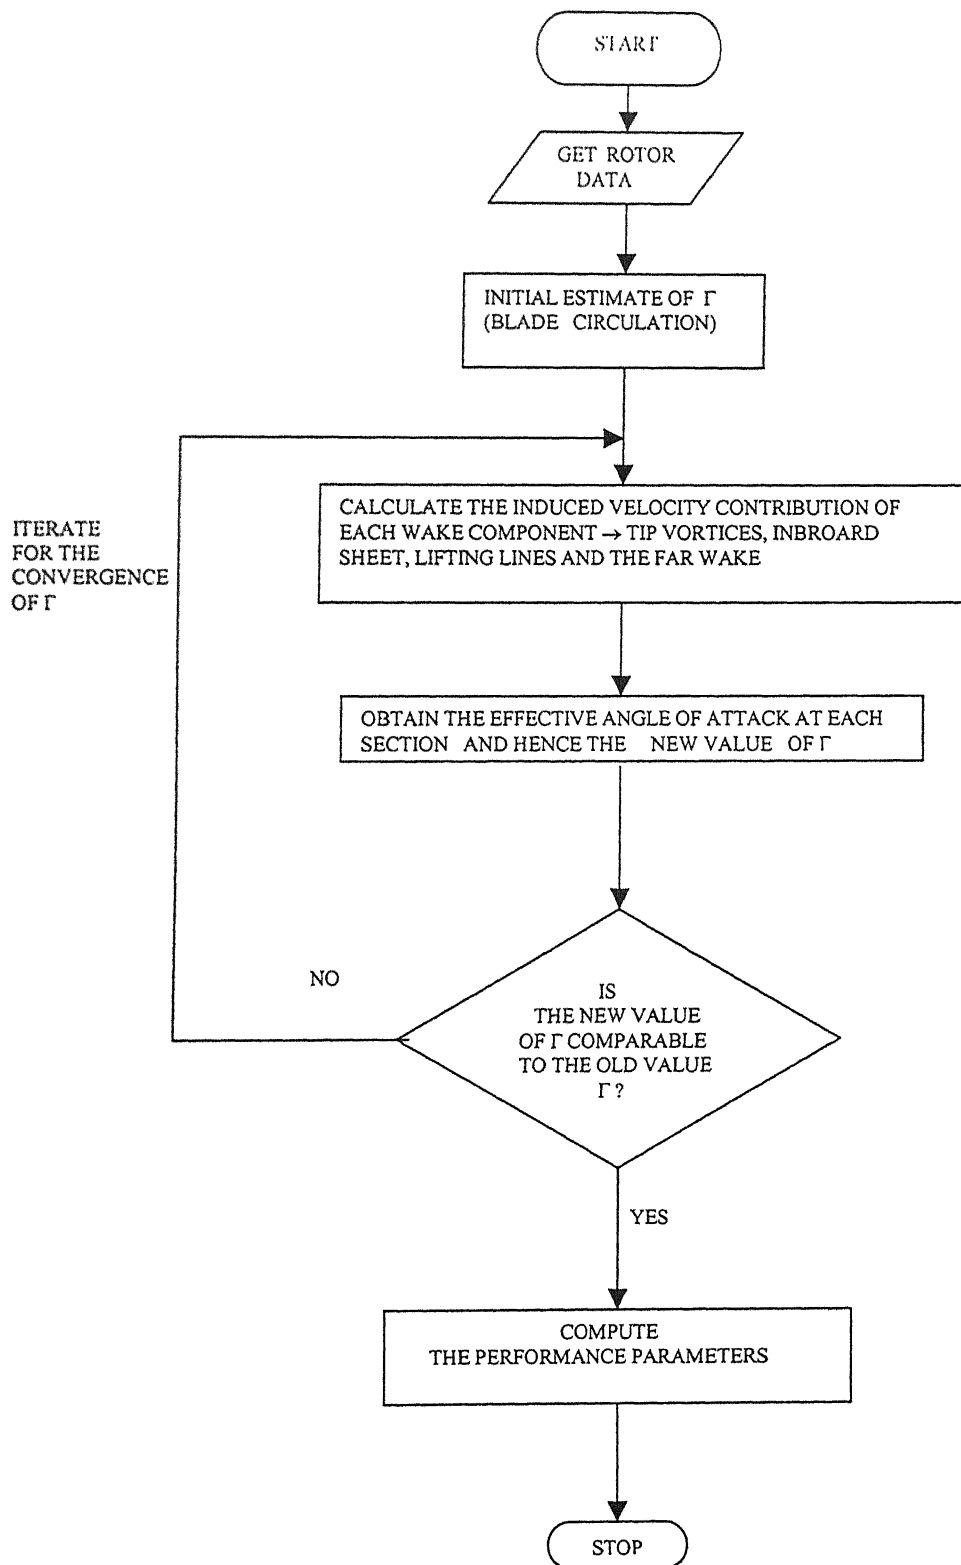 START
GET ROTOR
DATA
INITIAL ESTIMATE OF Γ
(BLADE CIRCULATION)
ITERATE
FOR THE
CONVERGENCE
OF Γ
CALCULATE THE INDUCED VELOCITY CONTRIBUTION OF
EACH WAKE COMPONENT → TIP VORTICES, INBROARD
SHEET, LIFTING LINES AND THE FAR WAKE
OBTAIN THE EFFECTIVE ANGLE OF ATTACK AT EACH
SECTION AND HENCE THE NEW VALUE OF Γ
NO
IS
THE NEW VALUE
OF Γ COMPARABLE
TO THE OLD VALUE
Γ ?
YES
COMPUTE
THE PERFORMANCE PARAMETERS
STOP